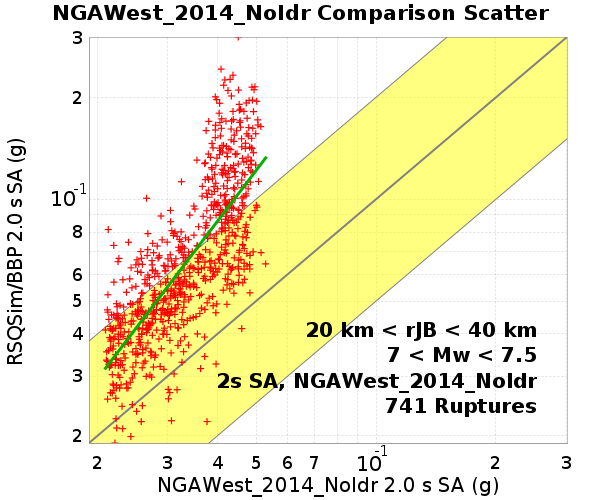 NGAWest_2014_NoIdr Comparison Scatter
3
2
10-1
8
6
5
4
3
2
RSQSim/BBP 2.0 s SA (g)
20 km < rJB < 40 km
7 < Mw < 7.5
2s SA, NGAWest_2014_NoIdr
741 Ruptures
2 3 4 5 6 7 10-1 2 3
NGAWest_2014_NoIdr 2.0 s SA (g)